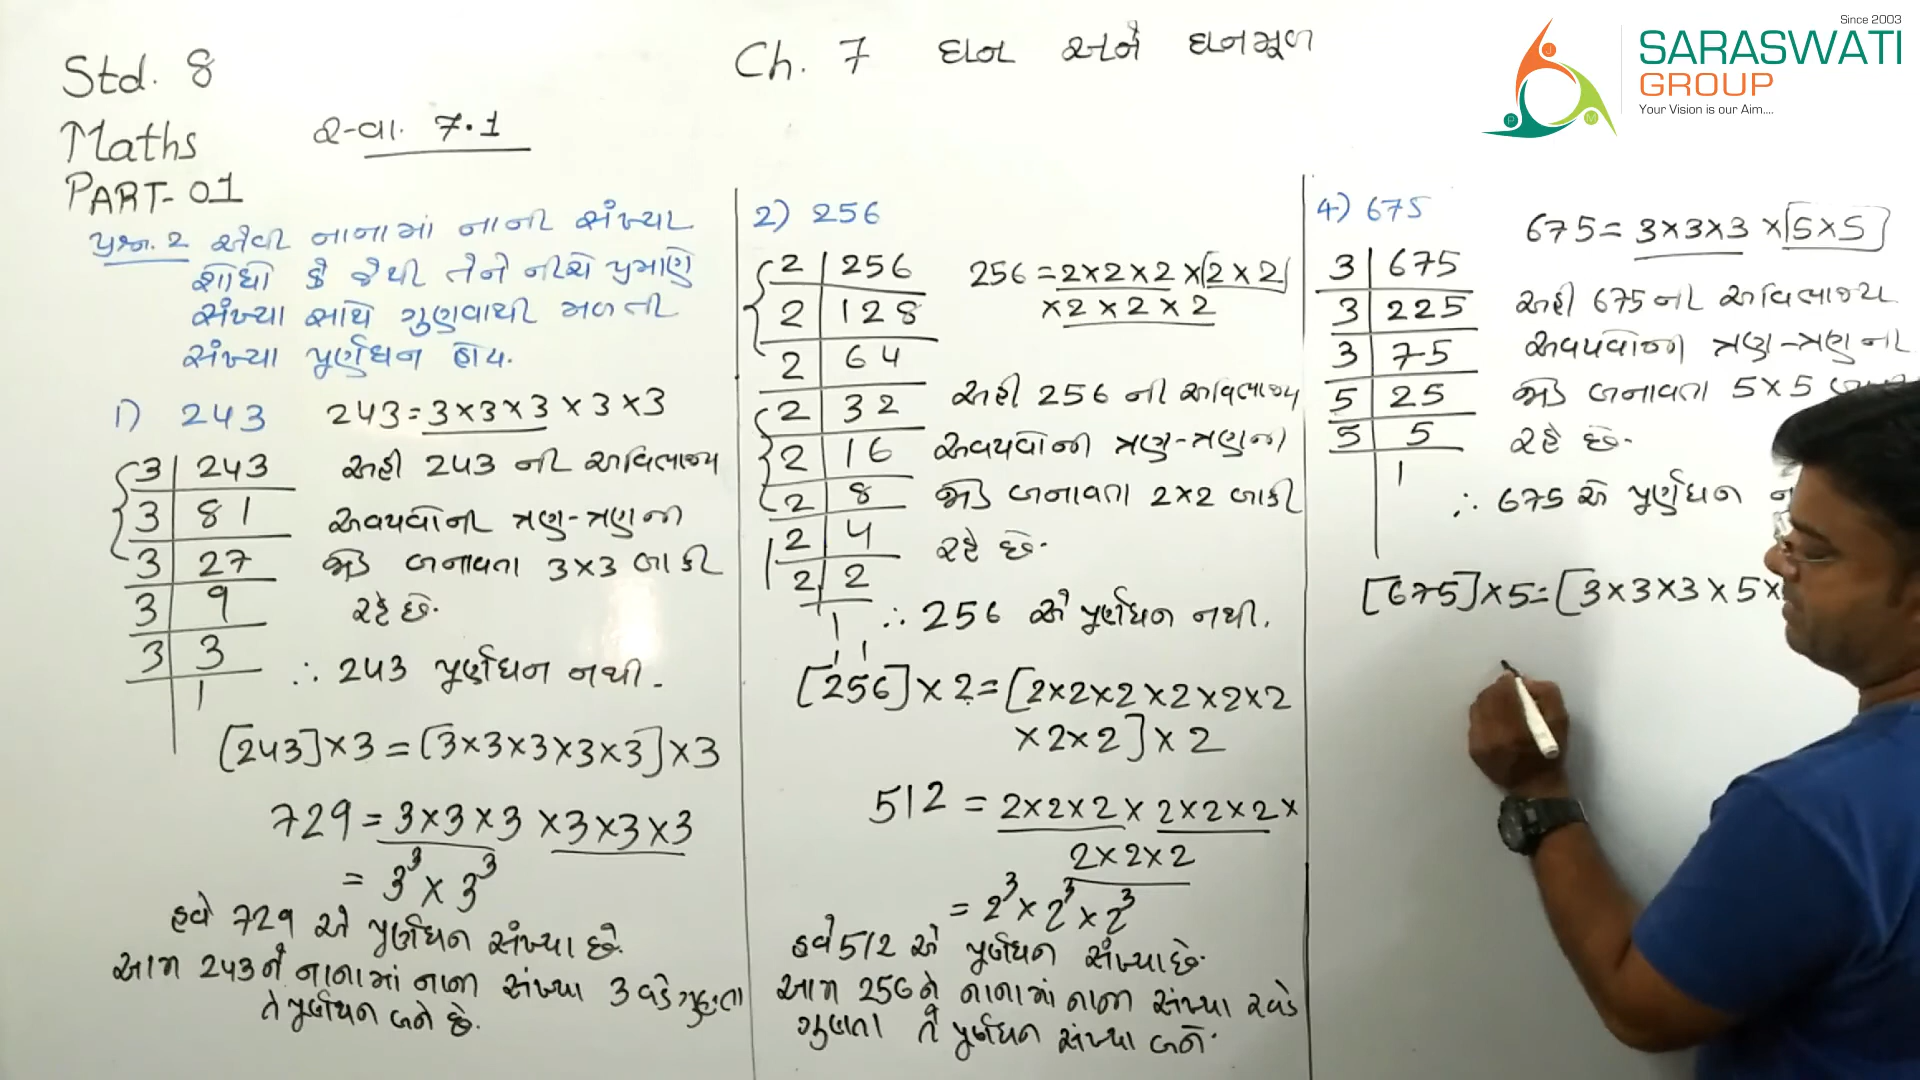 Since 2003
SARASWATI
GROUP
Your Vision is our Aim....
Std. 8
Ch. 7 ઘન અને ઘનમૂળ
Maths
સ્વા. 7.1
PART-01
પ્રશ્ન. 2 એવી નાનામાં નાની સંખ્યા
શોધો કે જેથી તેને નીચે પ્રમાણે
સંખ્યા સાથે ગુણવાથી મળતી
સંખ્યા પૂર્ણઘન હોય.
1) 243
243 = 3×3×3 × 3×3
3 | 243
3 | 81
3 | 27
3 | 9
3 | 3
1
અહી 243 ની અવિભાજ્ય
અવયવોની ત્રણ-ત્રણની
જોડ બનાવતા 3×3 બાકી
રહે છે.
∴ 243 પૂર્ણઘન નથી.
[243]×3 = [3×3×3×3×3]×3
729 = 3×3×3 ×3×3×3
= 3³ × 3³
હવે 729 એ પૂર્ણઘન સંખ્યા છે.
આમ 243ને નાનામાં નાની સંખ્યા 3 વડે ગુણતા
તે પૂર્ણઘન બને છે.
2) 256
2 | 256
2 | 128
2 | 64
2 | 32
2 | 16
2 | 8
2 | 4
2 | 2
1
256 = 2×2×2 ×[2×2]
×2×2×2
અહી 256 ની અવિભાજ્ય
અવયવોની ત્રણ-ત્રણની
જોડ બનાવતા 2×2 બાકી
રહે છે.
∴ 256 એ પૂર્ણઘન નથી.
1 1
[256]×2 = [2×2×2×2×2×2
×2×2]×2
512 = 2×2×2× 2×2×2×
2×2×2
= 2³×2³×2³
હવે 512 એ પૂર્ણઘન સંખ્યા છે.
આમ 256ને નાનામાં નાની સંખ્યા 2 વડે
ગુણતા તે પૂર્ણઘન સંખ્યા બને.
4) 675
675 = 3×3×3 ×[5×5]
3 | 675
3 | 225
3 | 75
5 | 25
5 | 5
1
અહી 675ની અવિભાજ્ય
અવયવોની ત્રણ-ત્રણની
જોડ બનાવતા 5×5
રહે છે.
∴ 675 એ પૂર્ણઘન
[675]×5 = [3×3×3×5×